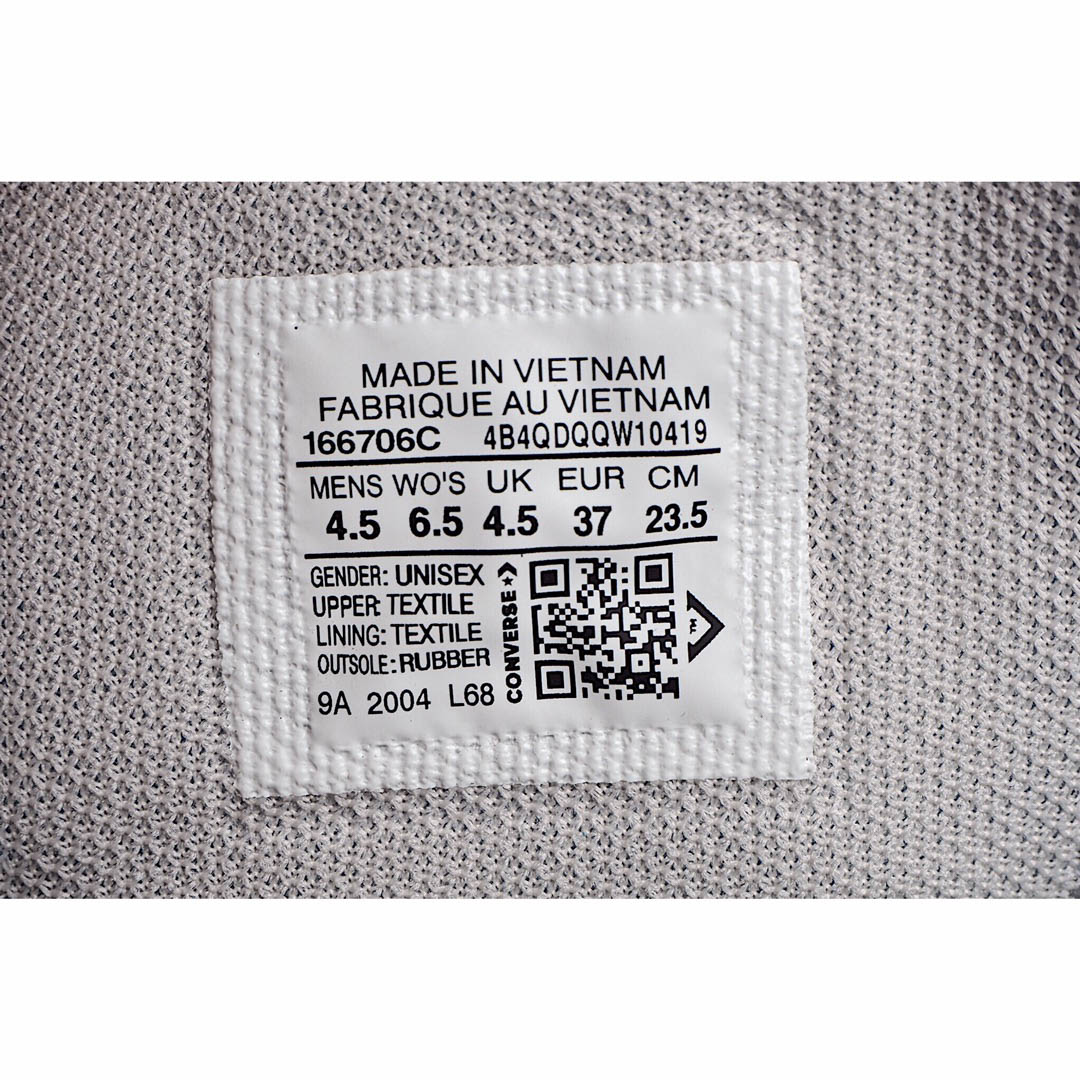 MADE IN VIETNAM
FABRIQUE AU VIETNAM
166706C 4B4QDQQW10419
MENS WO'S UK EUR CM
4.5 6.5 4.5 37 23.5
GENDER: UNISEX
UPPER: TEXTILE
LINING: TEXTILE
OUTSOLE: RUBBER
9A 2004 L68
CONVERSE
TM